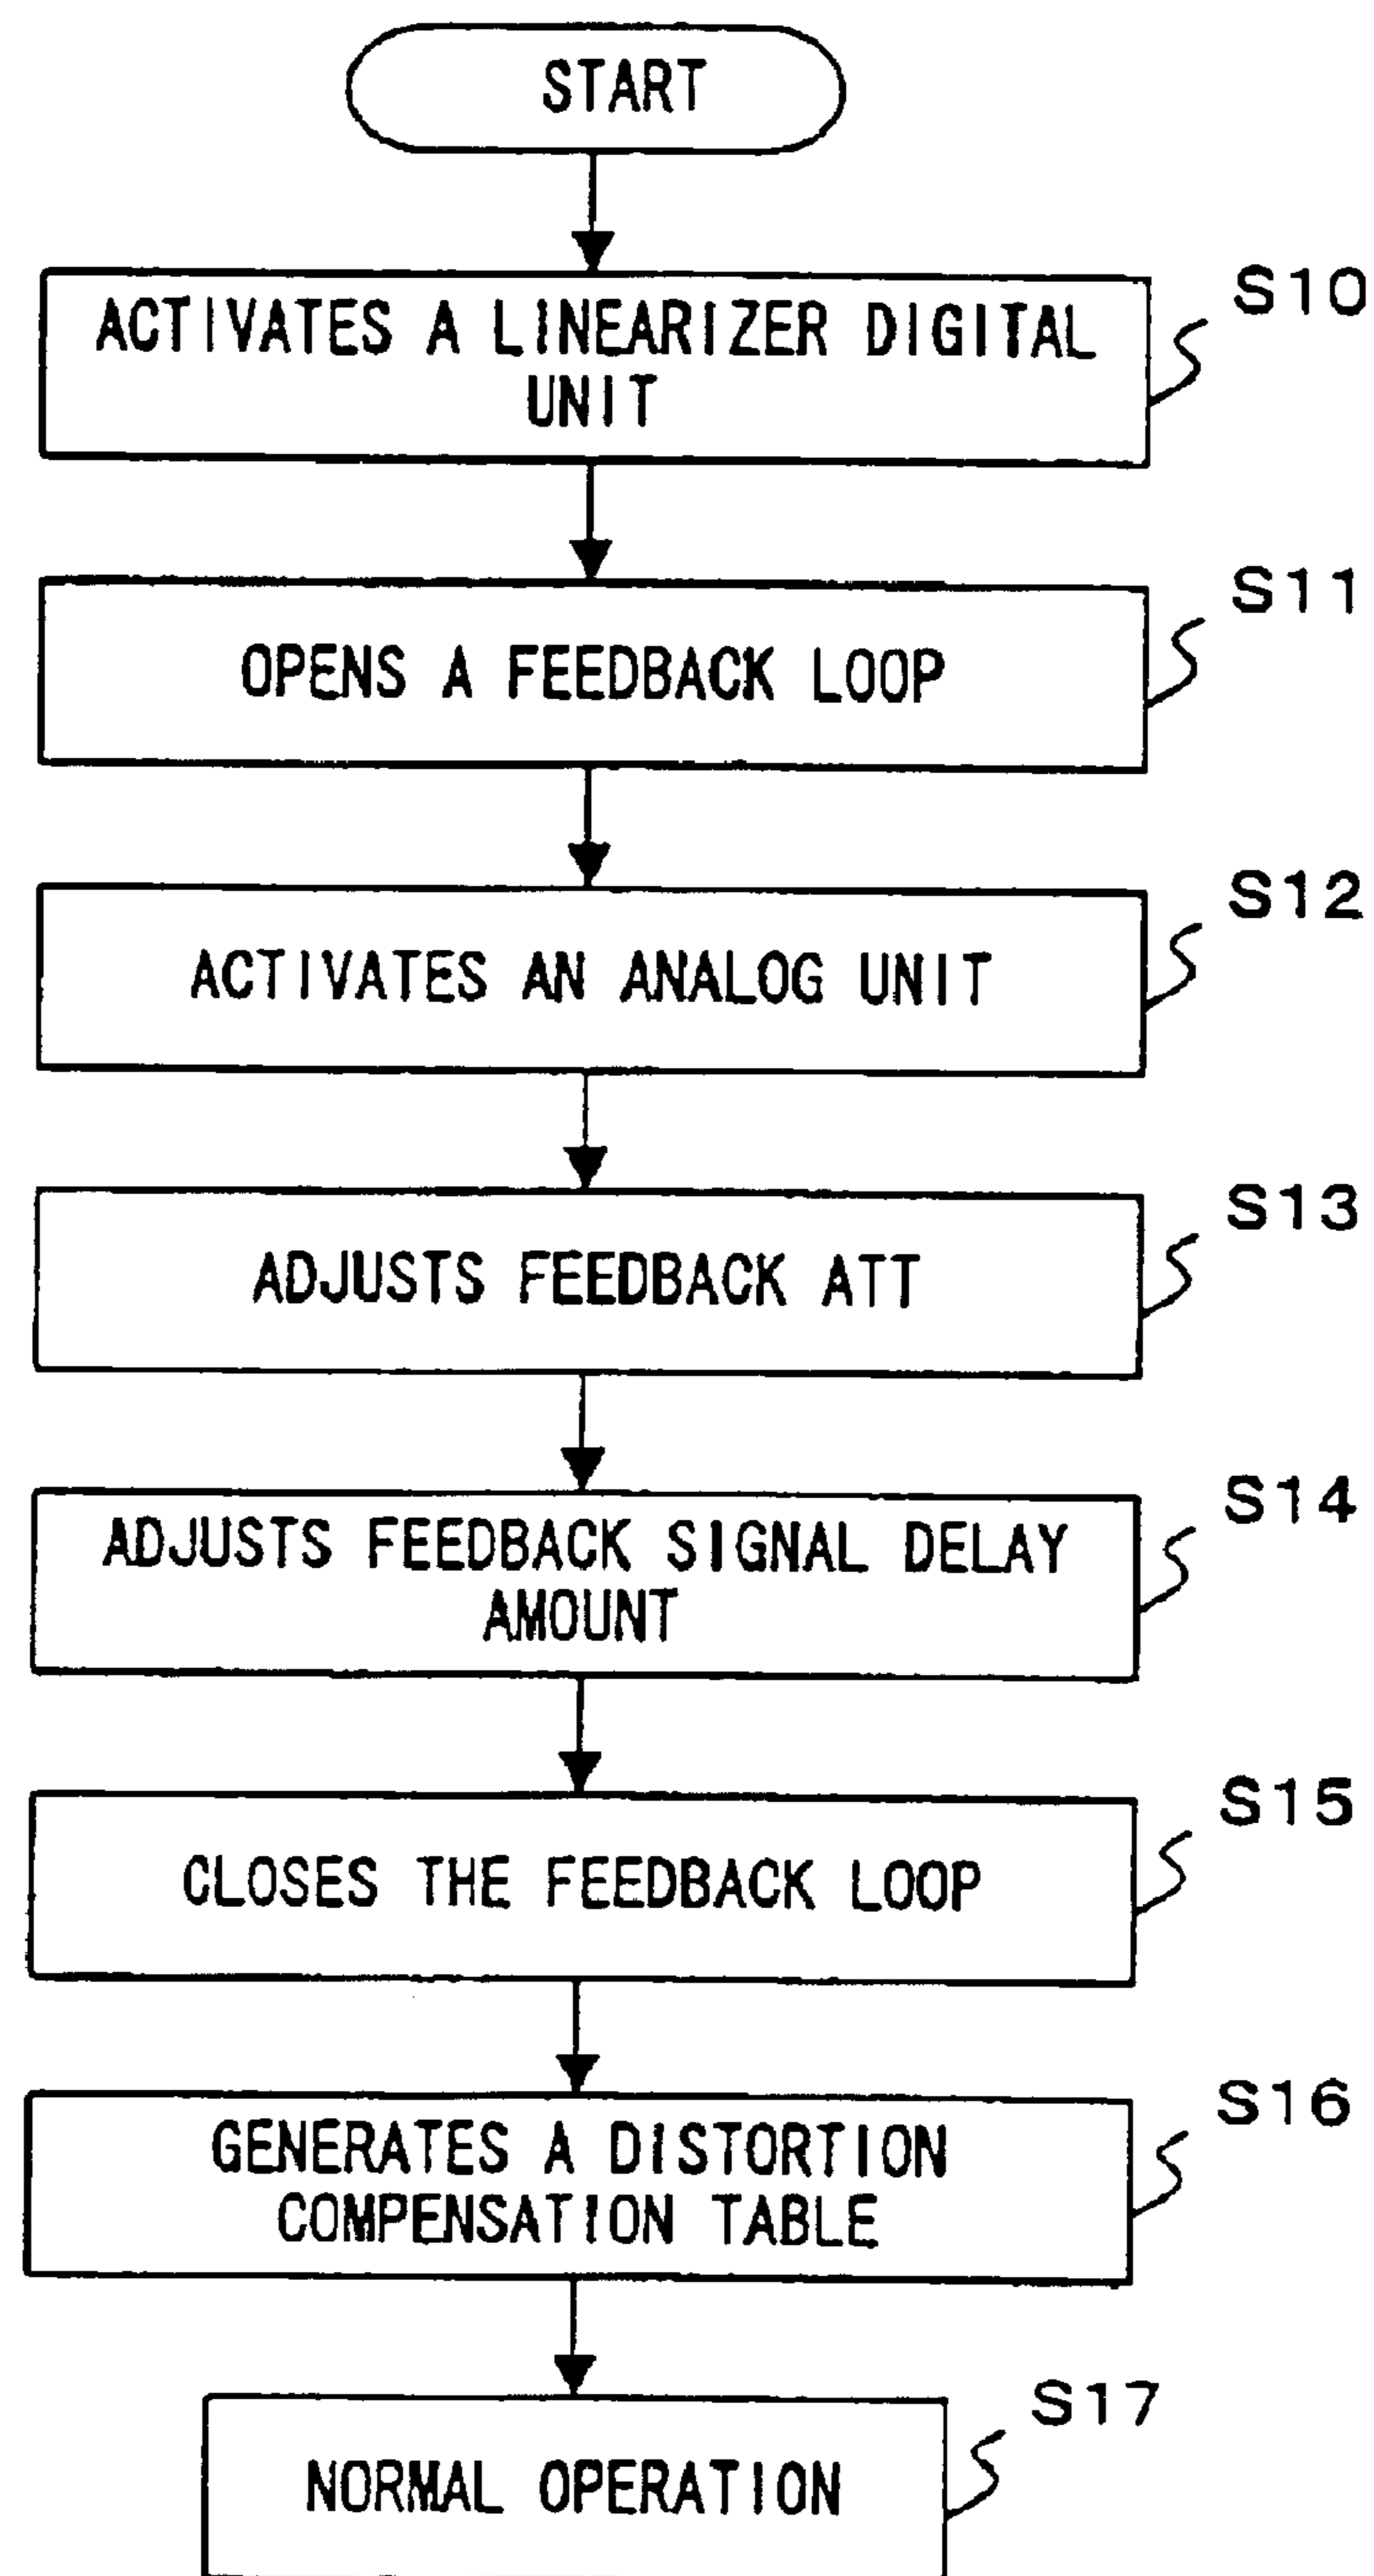 START
S10
ACTIVATES A LINEARIZER DIGITAL
UNIT
S11
OPENS A FEEDBACK LOOP
S12
ACTIVATES AN ANALOG UNIT
S13
ADJUSTS FEEDBACK ATT
S14
ADJUSTS FEEDBACK SIGNAL DELAY
AMOUNT
S15
CLOSES THE FEEDBACK LOOP
S16
GENERATES A DISTORTION
COMPENSATION TABLE
S17
NORMAL OPERATION